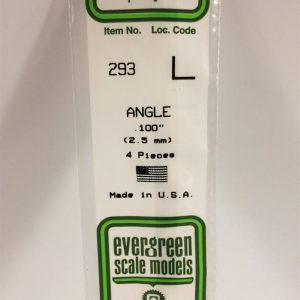 Item No. Loc. Code
293
ANGLE
.100"
(2.5 mm)
4 Pieces
Made in U.S.A.
evergreen
scale models